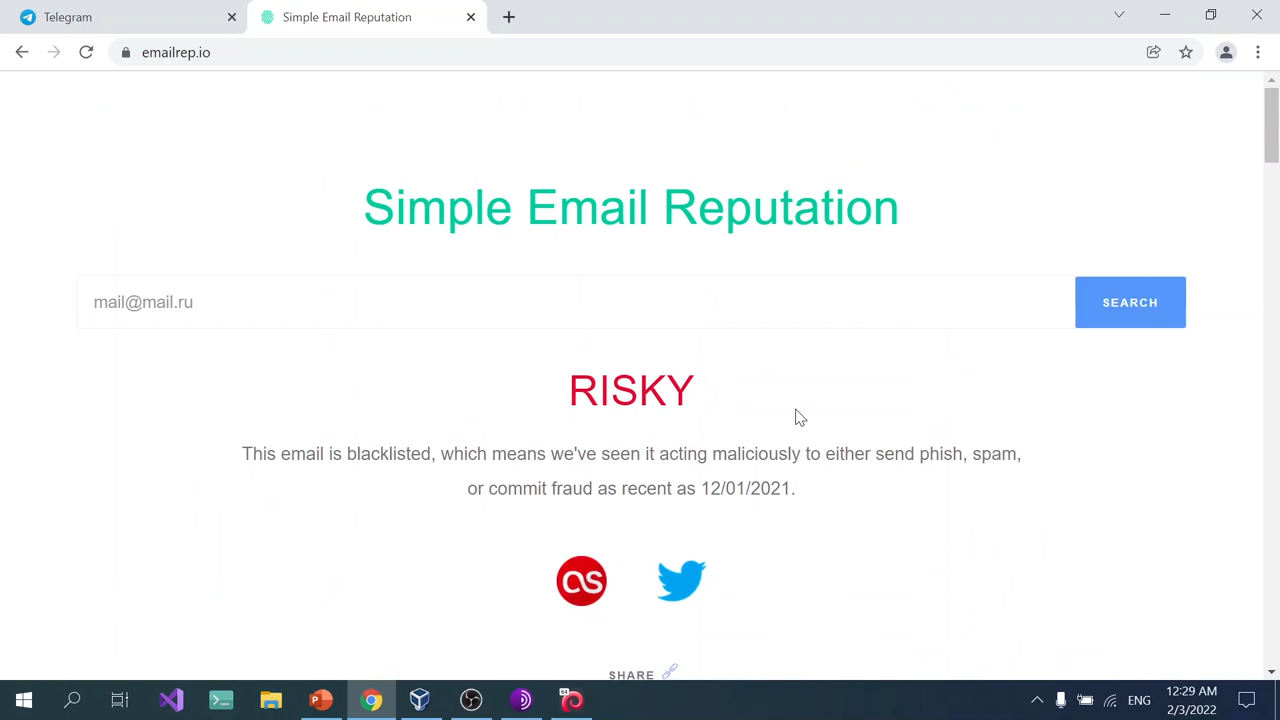 Telegram
Simple Email Reputation
emailrep.io
Simple Email Reputation
mail@mail.ru
SEARCH
RISKY
This email is blacklisted, which means we've seen it acting maliciously to either send phish, spam,
or commit fraud as recent as 12/01/2021.
SHARE
64
ENG
12:29 AM
2/3/2022